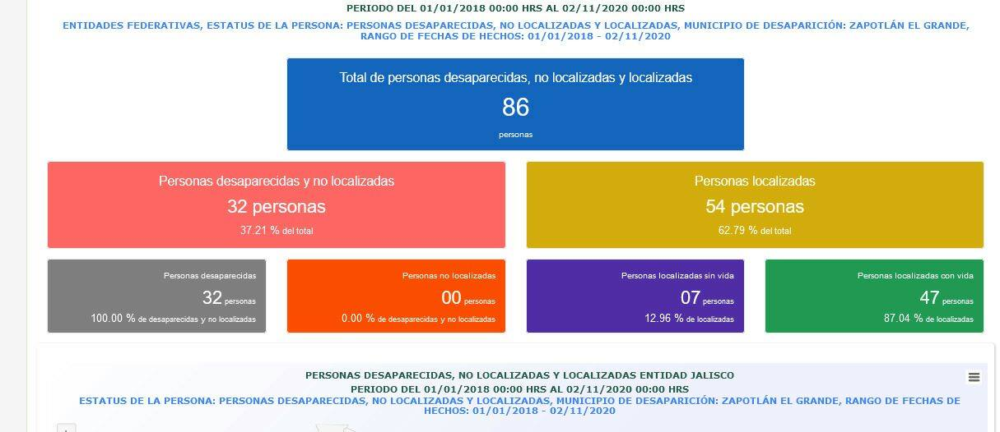 PERIODO DEL 01/01/2018 00:00 HRS AL 02/11/2020 00:00 HRS
ENTIDADES FEDERATIVAS, ESTATUS DE LA PERSONA: PERSONAS DESAPARECIDAS, NO LOCALIZADAS Y LOCALIZADAS, MUNICIPIO DE DESAPARICIÓN: ZAPOTLÁN EL GRANDE,
RANGO DE FECHAS DE HECHOS: 01/01/2018 - 02/11/2020
Total de personas desaparecidas, no localizadas y localizadas
86
personas
Personas desaparecidas y no localizadas
32 personas
37.21 % del total
Personas localizadas
54 personas
62.79 % del total
Personas desaparecidas
32 personas
100.00 % de desaparecidas y no localizadas
Personas no localizadas
00 personas
0.00 % de desaparecidas y no localizadas
Personas localizadas sin vida
07 personas
12.96 % de localizadas
Personas localizadas con vida
47 personas
87.04 % de localizadas
PERSONAS DESAPARECIDAS, NO LOCALIZADAS Y LOCALIZADAS ENTIDAD JALISCO
PERIODO DEL 01/01/2018 00:00 HRS AL 02/11/2020 00:00 HRS
ESTATUS DE LA PERSONA: PERSONAS DESAPARECIDAS, NO LOCALIZADAS Y LOCALIZADAS, MUNICIPIO DE DESAPARICIÓN: ZAPOTLÁN EL GRANDE, RANGO DE FECHAS DE
HECHOS: 01/01/2018 - 02/11/2020